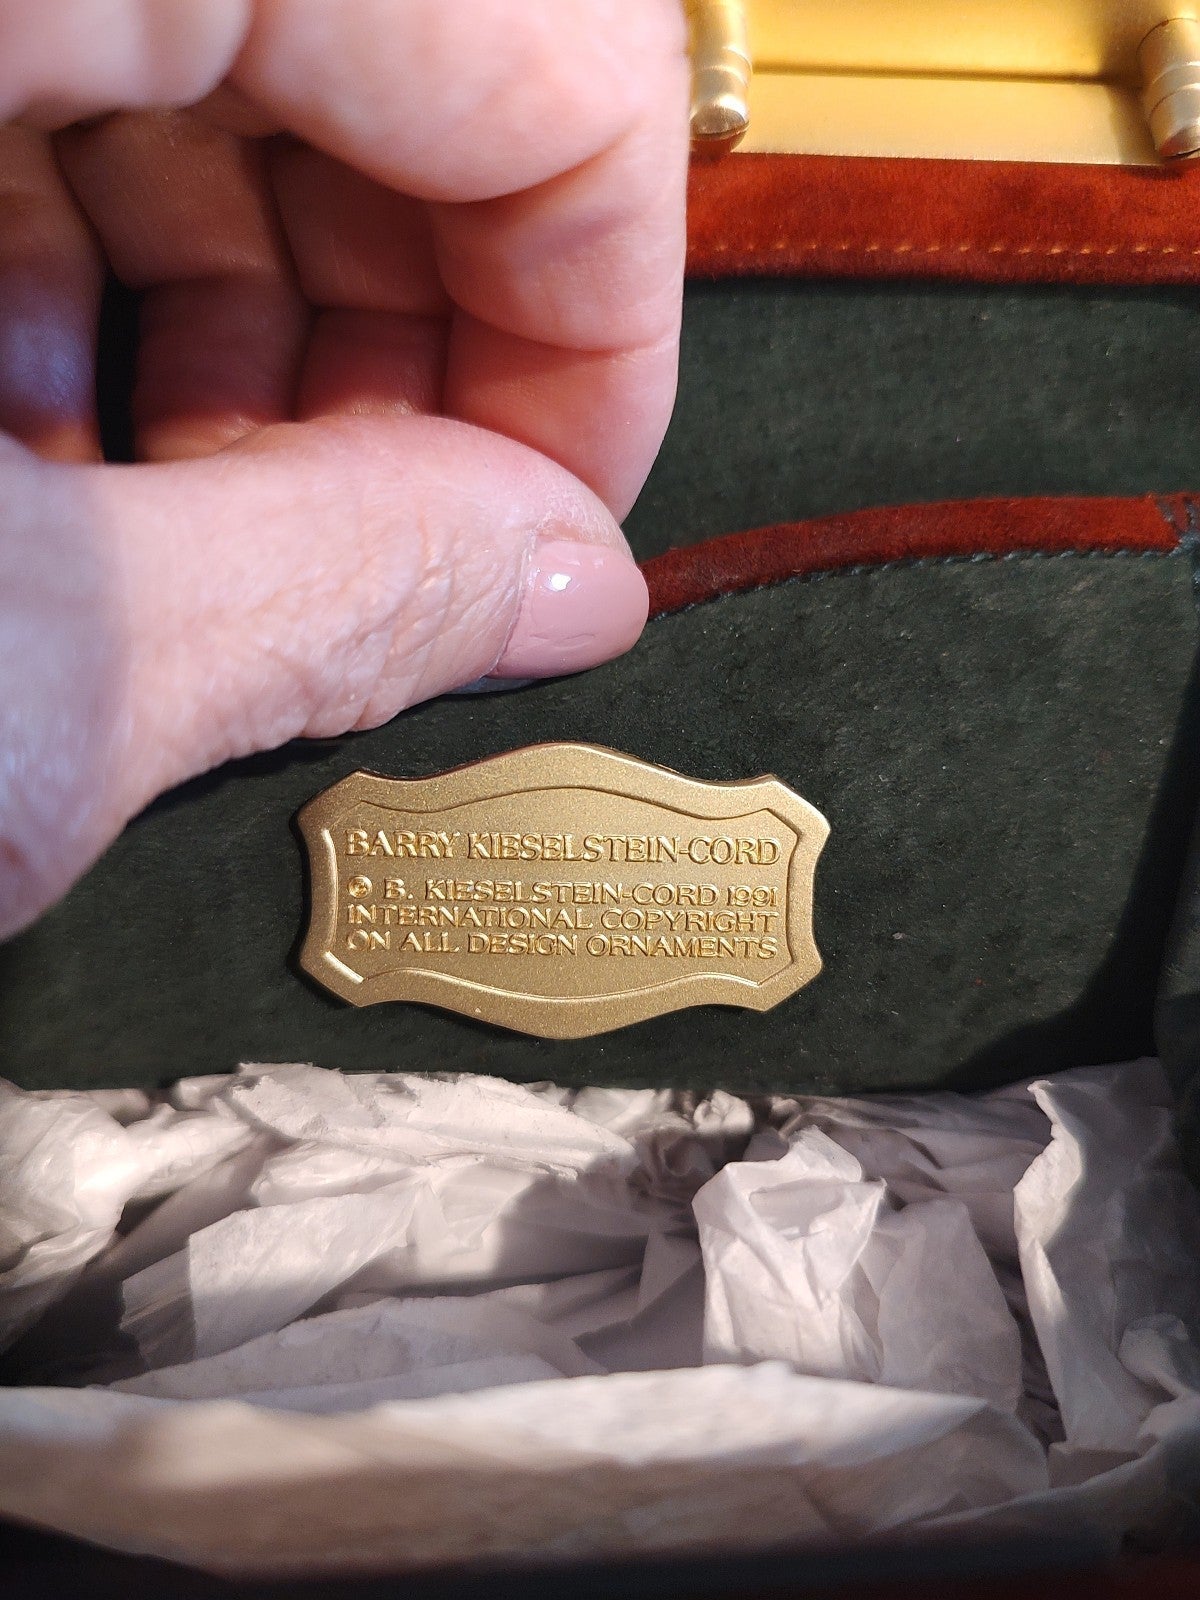 BARRY KIESELSTEIN-CORD
© B. KIESELSTEIN-CORD 1991
INTERNATIONAL COPYRIGHT
ON ALL DESIGN ORNAMENTS